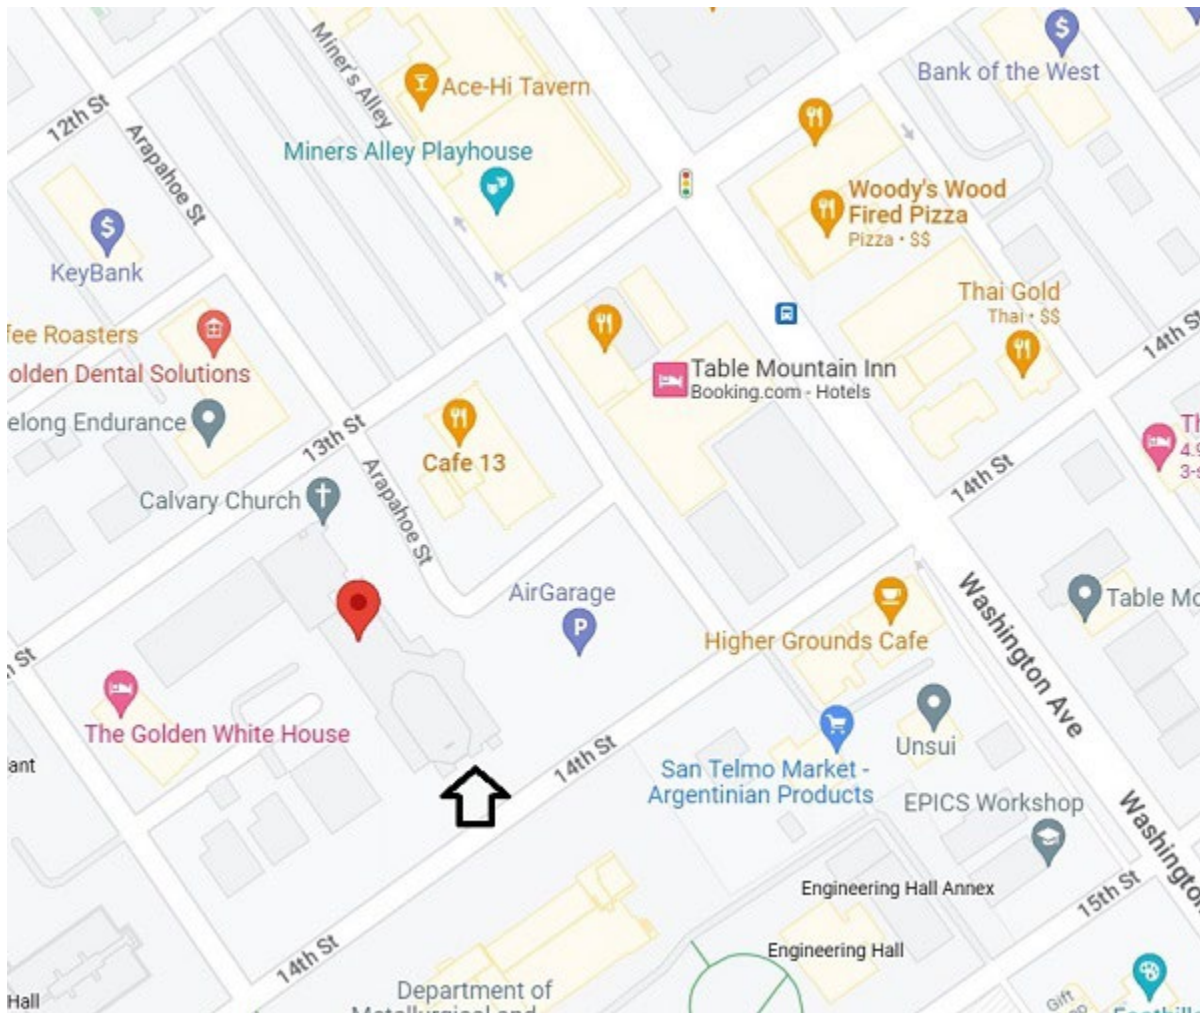 Miner's Alley
Ace-Hi Tavern
Bank of the West
12th St
Arapahoe St
Miners Alley Playhouse
Woody's Wood
Fired Pizza
Pizza • $$
KeyBank
Thai Gold
Thai • $$
14th St
fee Roasters
olden Dental Solutions
Table Mountain Inn
Booking.com - Hotels
elong Endurance
13th St
Cafe 13
4.9
3-s
14th St
Calvary Church
Arapahoe St
AirGarage
P
Table Mo
Higher Grounds Cafe
Washington Ave
The Golden White House
Unsui
14th St
San Telmo Market -
Argentinian Products
ant
EPICS Workshop
Washington
Engineering Hall Annex
15th St
Engineering Hall
14th St
Department of
Hall
Gift